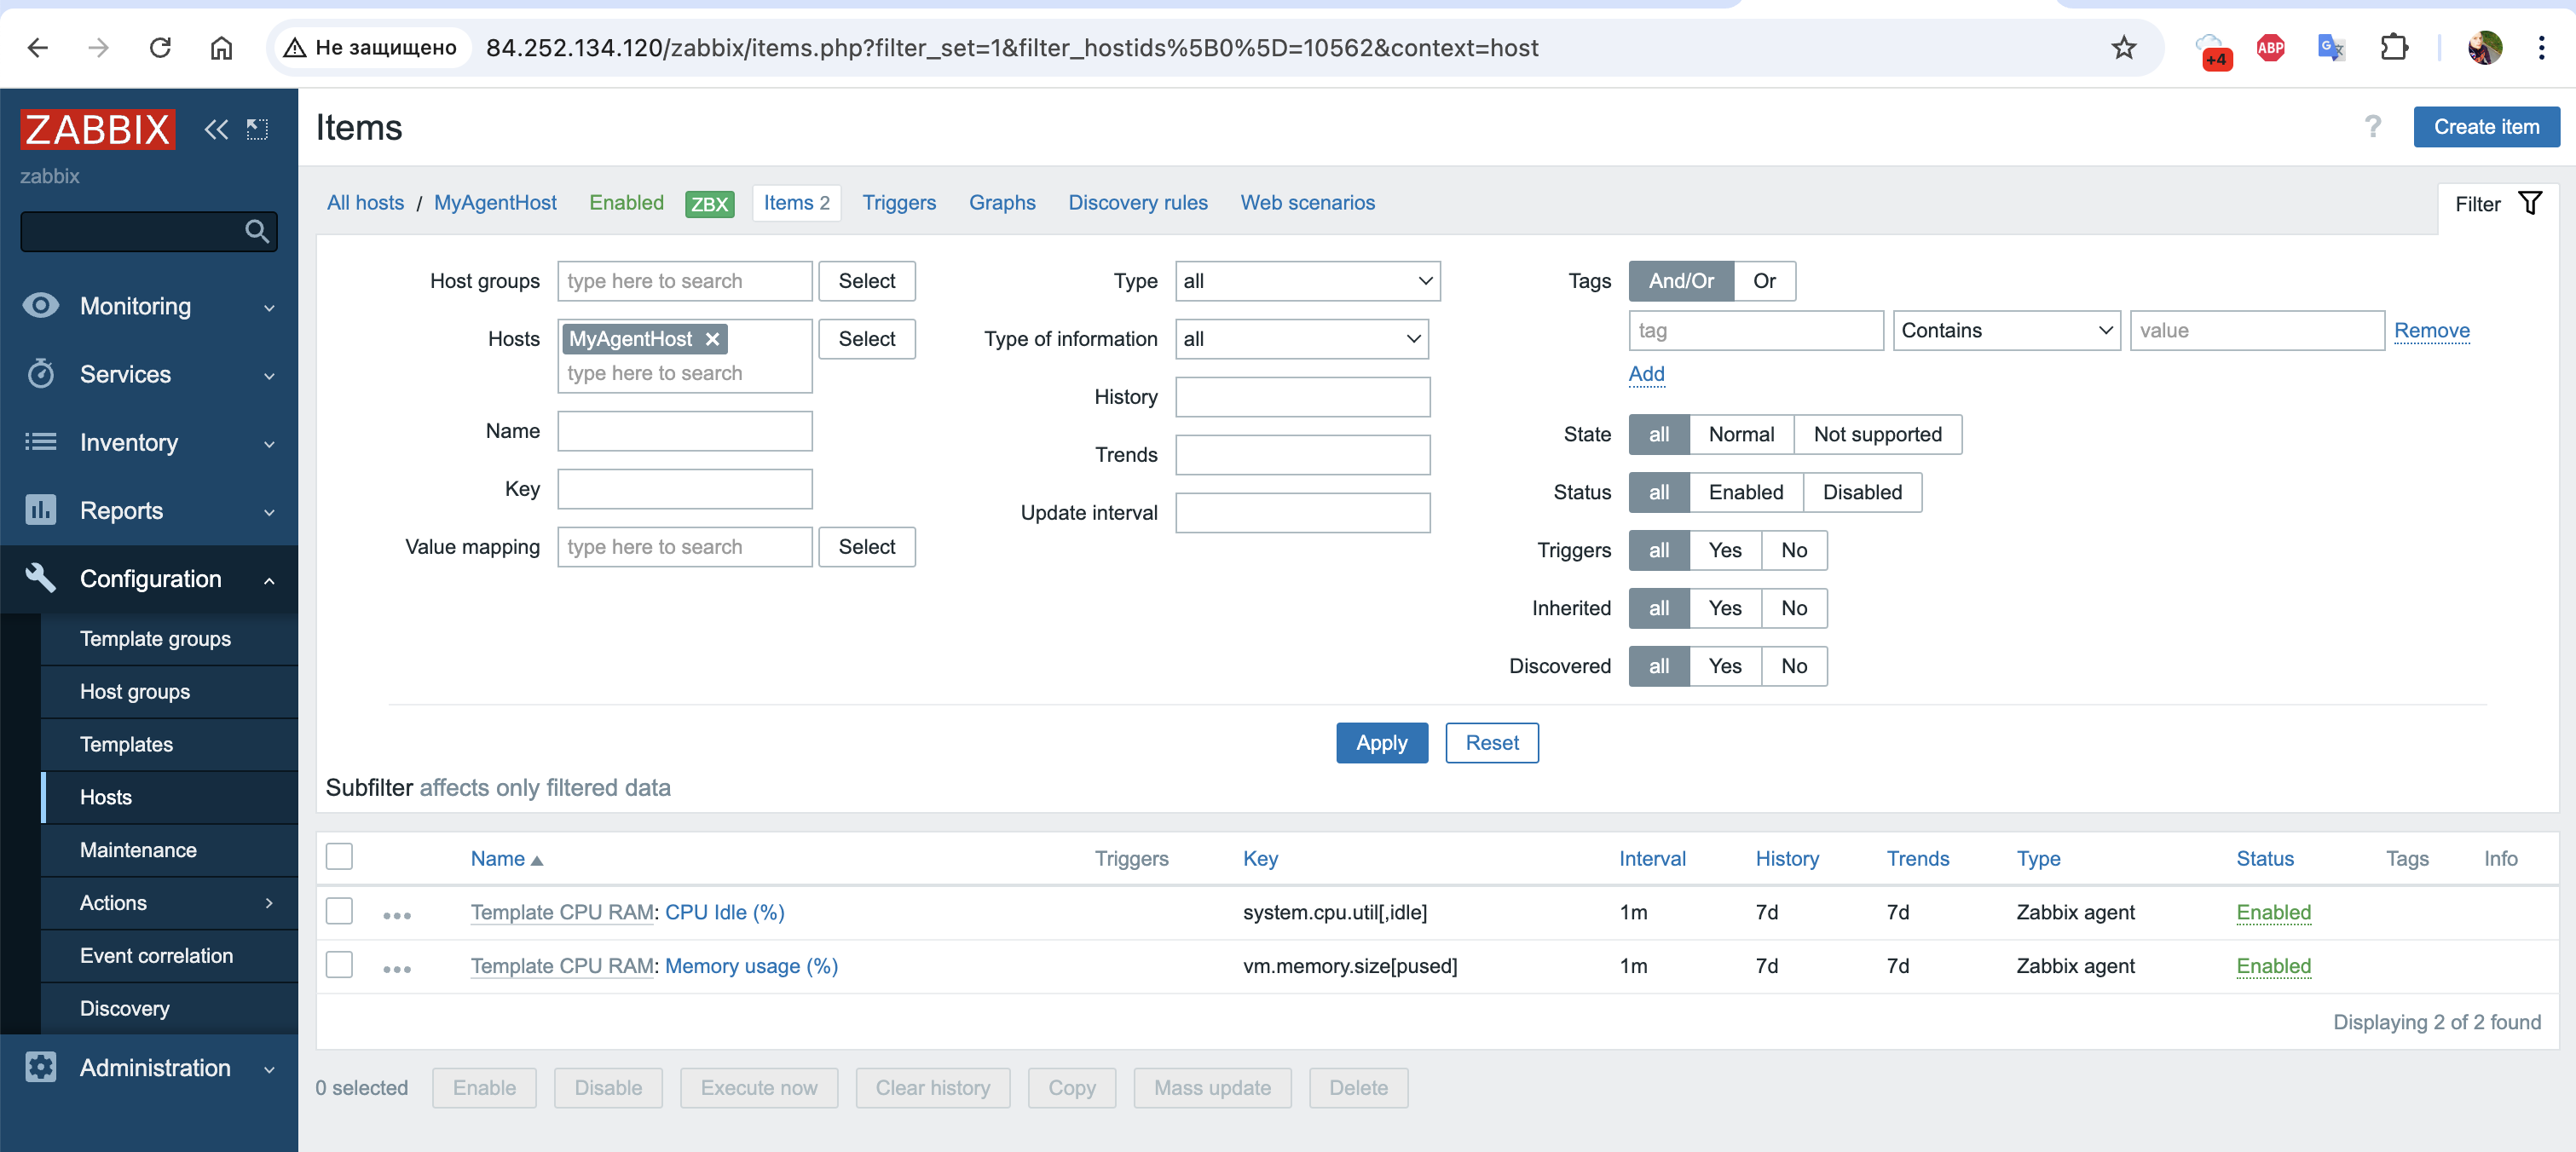 Не защищено 84.252.134.120/zabbix/items.php?filter_set=1&filter_hostids%5B0%5D=10562&context=host +4 ABP G
ZABBIX
zabbix
Monitoring
Services
Inventory
Reports
Configuration
Template groups
Host groups
Templates
Hosts
Maintenance
Actions
Event correlation
Discovery
Administration
Items ? Create item
All hosts / MyAgentHost Enabled ZBX Items 2 Triggers Graphs Discovery rules Web scenarios Filter
Host groups type here to search Select
Hosts MyAgentHost Select
type here to search
Name
Key
Value mapping type here to search Select
Type all
Type of information all
History
Trends
Update interval
Tags And/Or Or
tag Contains value Remove
Add
State all Normal Not supported
Status all Enabled Disabled
Triggers all Yes No
Inherited all Yes No
Discovered all Yes No
Apply Reset
Subfilter affects only filtered data
Name Triggers Key Interval History Trends Type Status Tags Info
Template CPU RAM: CPU Idle (%) system.cpu.util[,idle] 1m 7d 7d Zabbix agent Enabled
Template CPU RAM: Memory usage (%) vm.memory.size[pused] 1m 7d 7d Zabbix agent Enabled
Displaying 2 of 2 found
0 selected Enable Disable Execute now Clear history Copy Mass update Delete